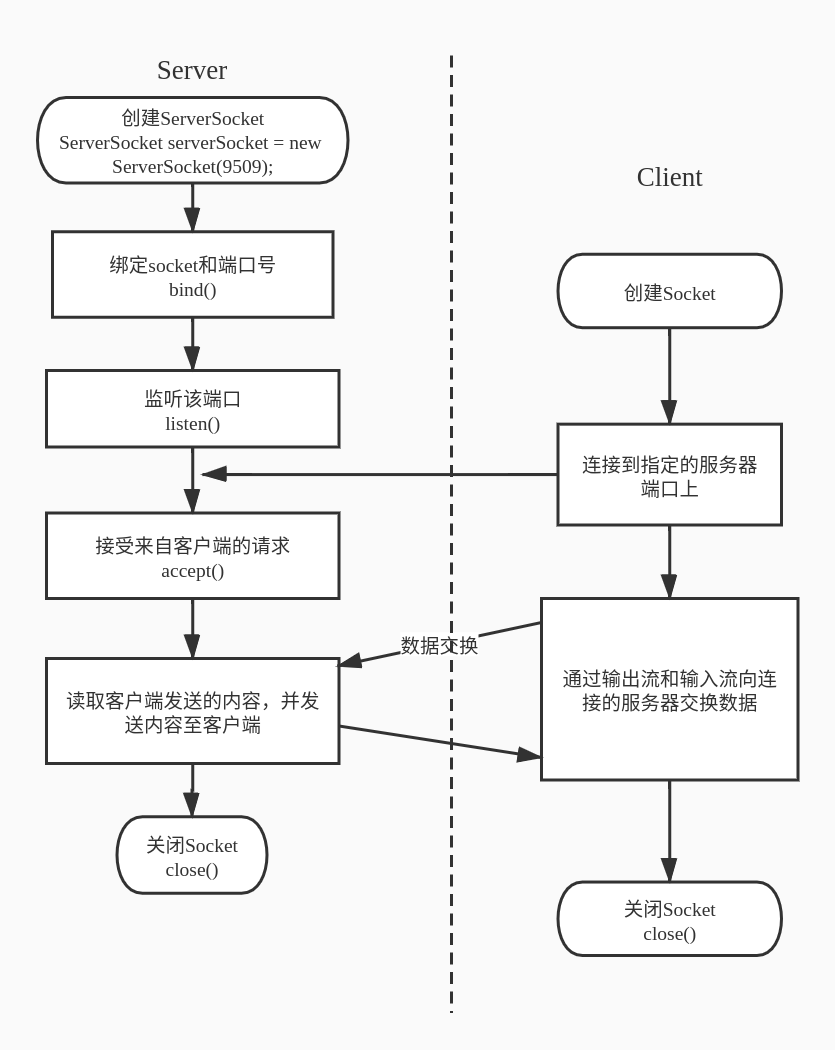 Server
创建ServerSocket
ServerSocket serverSocket = new
ServerSocket(9509);
绑定socket和端口号
bind()
监听该端口
listen()
接受来自客户端的请求
accept()
读取客户端发送的内容，并发
送内容至客户端
关闭Socket
close()
数据交换
Client
创建Socket
连接到指定的服务器
端口上
通过输出流和输入流向连
接的服务器交换数据
关闭Socket
close()